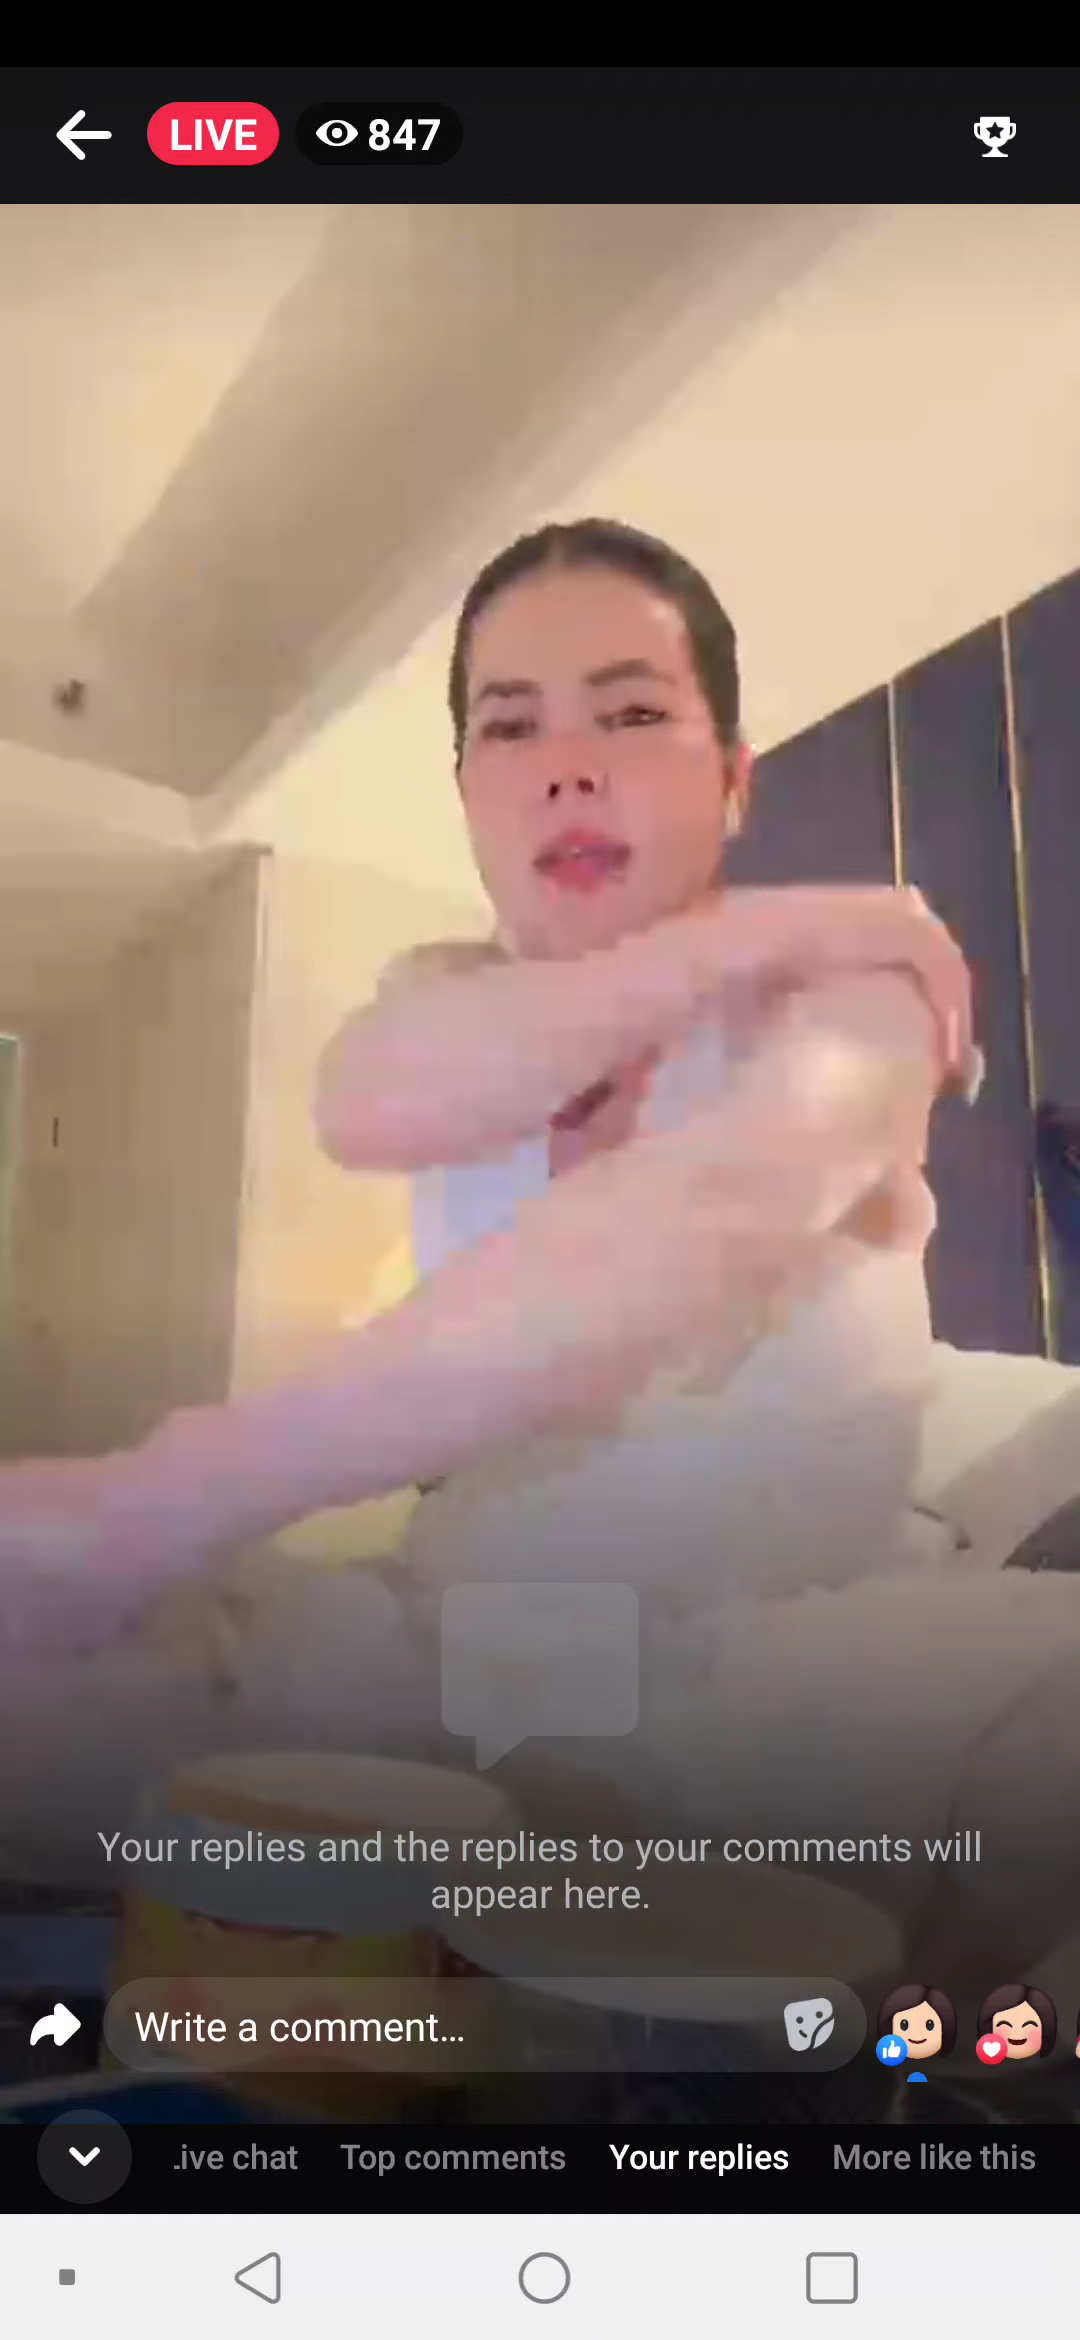 LIVE 847
Your replies and the replies to your comments will
appear here.
Write a comment...
ive chat Top comments Your replies More like this